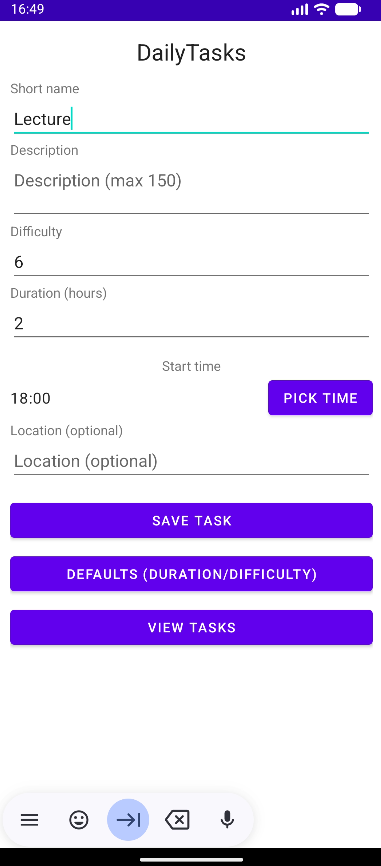 16:49
DailyTasks
Short name
Lecture
Description
Description (max 150)
Difficulty
6
Duration (hours)
2
Start time
18:00
PICK TIME
Location (optional)
Location (optional)
SAVE TASK
DEFAULTS (DURATION/DIFFICULTY)
VIEW TASKS